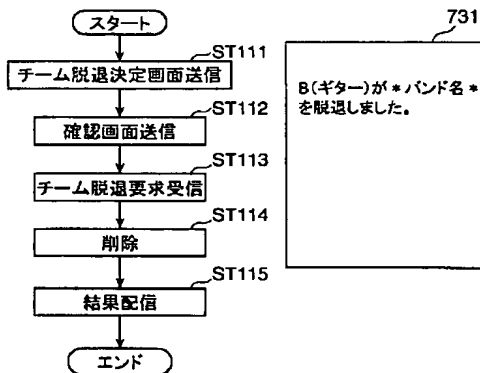 スタート
ST111
チーム脱退決定画面送信
ST112
確認画面送信
ST113
チーム脱退要求受信
ST114
削除
ST115
結果配信
エンド
731
B(ギター)が＊バンド名＊
を脱退しました。